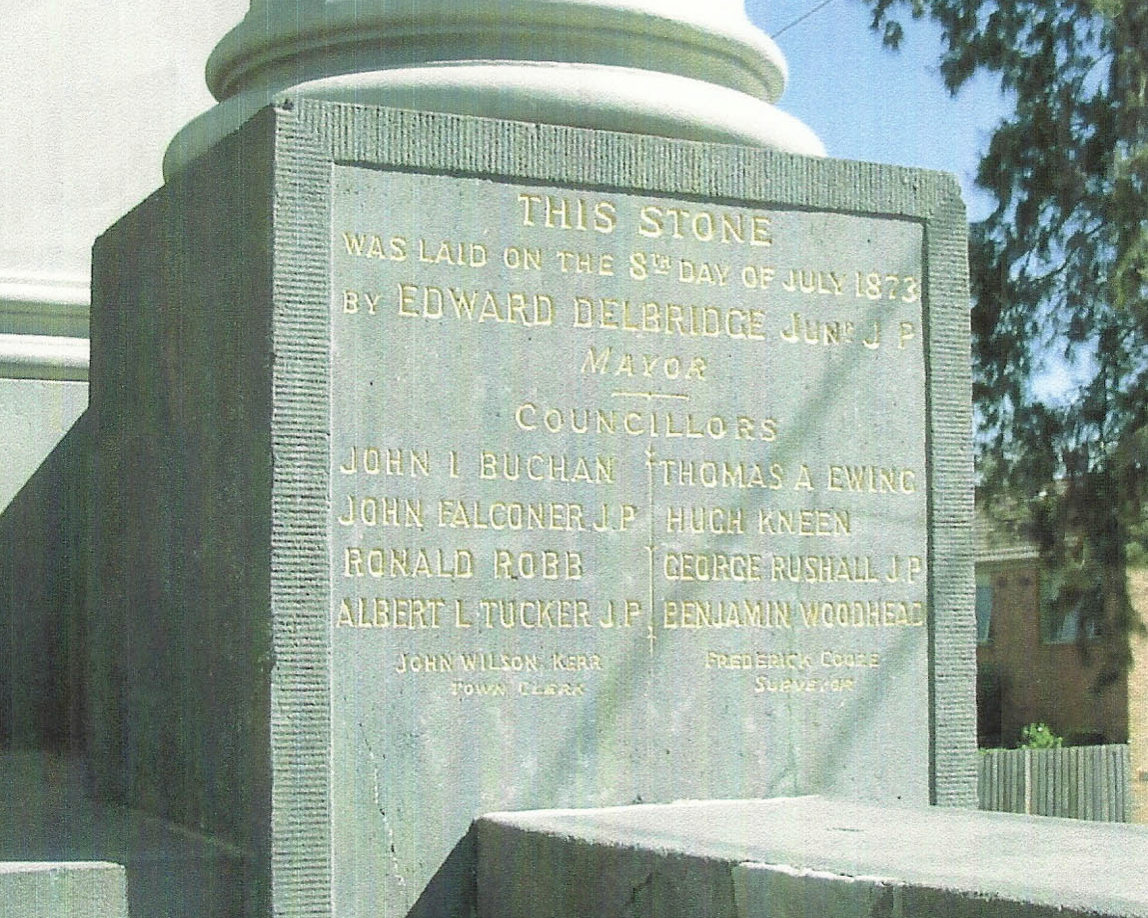 THIS STONE
WAS LAID ON THE 8TH DAY OF JULY 1873
BY EDWARD DELBRIDGE JUNR J P
MAYOR
COUNCILLORS
JOHN I BUCHAN
JOHN FALCONER J.P
RONALD ROBB
ALBERT L TUCKER J.P
THOMAS A EWING
HUGH KNEEN
GEORGE RUSHALL J.P
BENJAMIN WOODHEAD
JOHN WILSON KERR
TOWN CLERK
FREDERICK
SURVEYOR